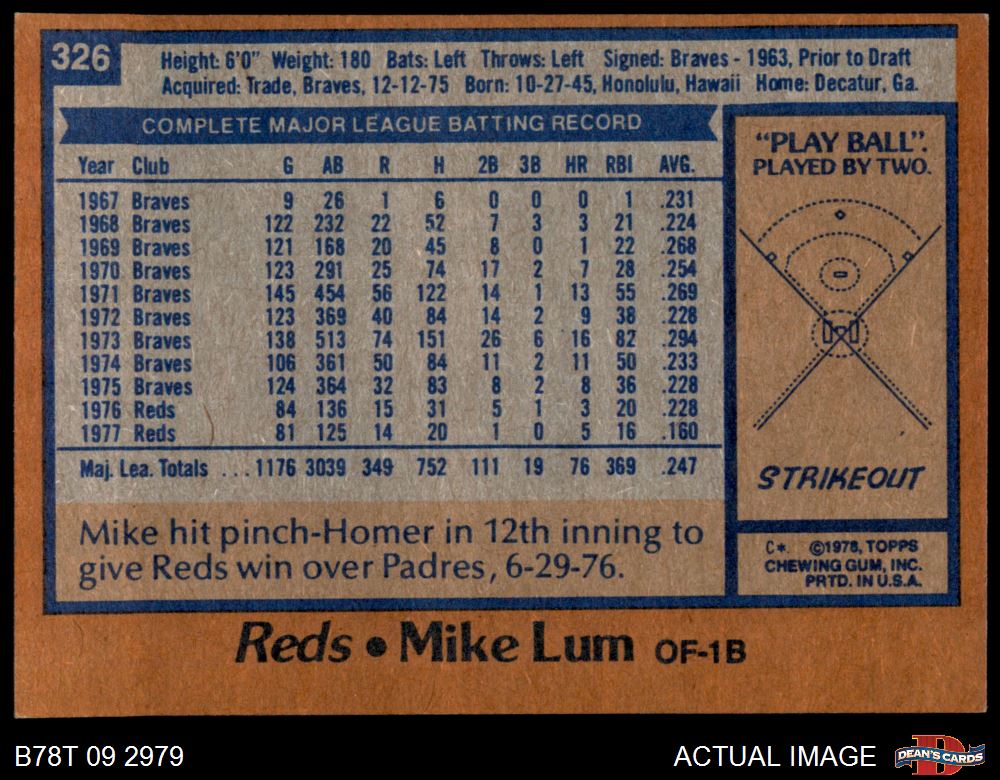 326
Height: 6'0" Weight: 180 Bats: Left Throws: Left Signed: Braves - 1963, Prior to Draft
Acquired: Trade, Braves, 12-12-75 Born: 10-27-45, Honolulu, Hawaii Home: Decatur, Ga.
COMPLETE MAJOR LEAGUE BATTING RECORD
Year Club G AB R H 2B 3B HR RBI AVG.
1967 Braves 9 26 1 6 0 0 0 1 .231
1968 Braves 122 232 22 52 7 3 3 21 .224
1969 Braves 121 168 20 45 8 0 1 22 .268
1970 Braves 123 291 25 74 17 2 7 28 .254
1971 Braves 145 454 56 122 14 1 13 55 .269
1972 Braves 123 369 40 84 14 2 9 38 .228
1973 Braves 138 513 74 151 26 6 16 82 .294
1974 Braves 106 361 50 84 11 2 11 50 .233
1975 Braves 124 364 32 83 8 2 8 36 .228
1976 Reds 84 136 15 31 5 1 3 20 .228
1977 Reds 81 125 14 20 1 0 5 16 .160
Maj. Lea. Totals ... 1176 3039 349 752 111 19 76 369 .247
Mike hit pinch-Homer in 12th inning to
give Reds win over Padres, 6-29-76.
"PLAY BALL".
PLAYED BY TWO.
STRIKEOUT
C*. ©1978, TOPPS
CHEWING GUM, INC.
PRTD. IN U.S.A.
Reds • Mike Lum OF-1B
B78T 09 2979
ACTUAL IMAGE
D
DEAN'S CARDS